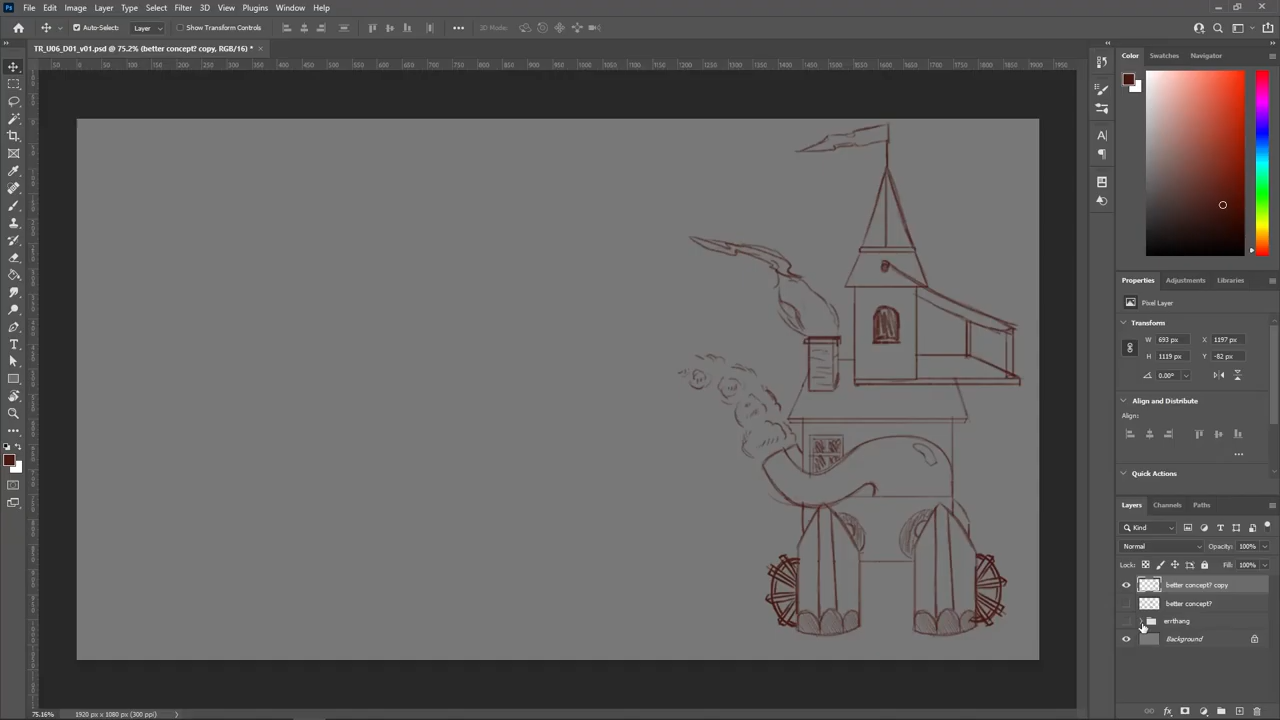 File Edit Image Layer Type Select Filter 3D View Plugins Window Help
Auto-Select: Layer Show Transform Controls 3D Mode:
TR_U06_D01_v01.psd @ 75.2% (better concept? copy, RGB/16) *
Color Swatches Navigator
Properties Adjustments Libraries
Pixel Layer
Transform
W 693 px X 1197 px
H 1119 px Y -82 px
0.00°
Align and Distribute
Align:
Quick Actions
Layers Channels Paths
Kind
Normal Opacity: 100%
Lock: Fill: 100%
better concept? copy
better concept?
errthang
Background
75.16% 1920 px x 1080 px (300 ppi)